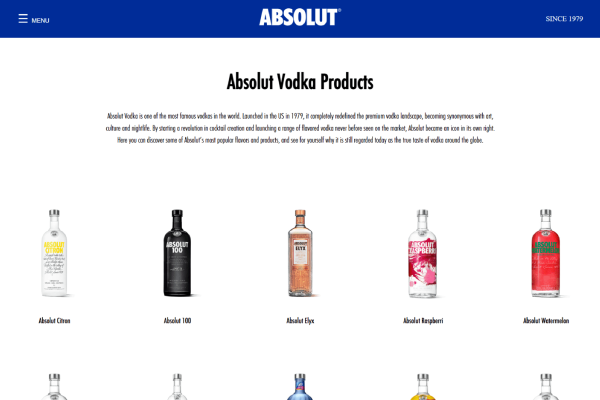 MENU
ABSOLUT®
SINCE 1979
Absolut Vodka Products
Absolut Vodka is one of the most famous vodkas in the world. Launched in the US in 1979, it completely redefined the premium vodka landscape, becoming synonymous with art,
culture and nightlife. By starting a revolution in cocktail creation and launching a range of flavored vodka never before seen on the market, Absolut became an icon in its own right.
Here you can discover some of Absolut's most popular flavors and products, and see for yourself why it is still regarded today as the true taste of vodka around the globe.
ABSOLUT
CITRON
ABSOLUT
100
ABSOLUT
ELYX
ABSOLUT
RASPBERRI
ABSOLUT
Absolut Citron
Absolut 100
Absolut Elyx
Absolut Raspberri
Absolut Watermelon